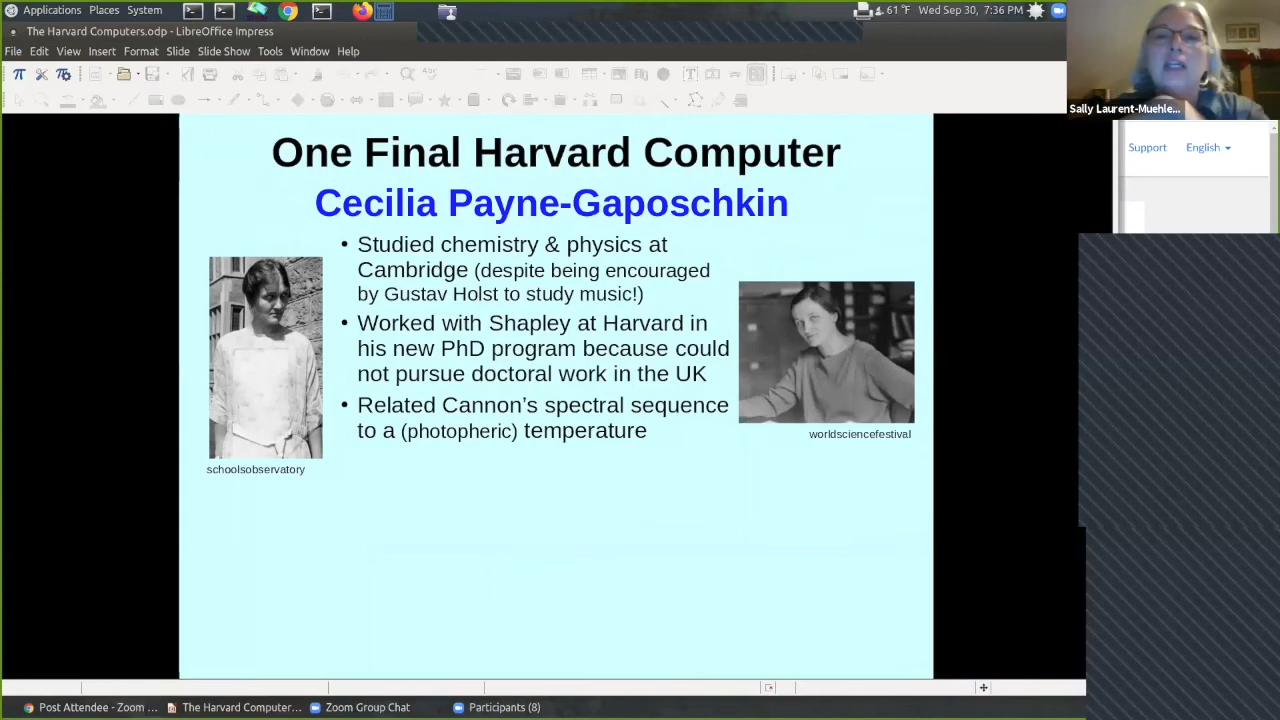 Applications Places System
61 °F Wed Sep 30, 7:36 PM
The Harvard Computers.odp - LibreOffice Impress
File Edit View Insert Format Slide Slide Show Tools Window Help
Sally Laurent-Muehle...
Support English
One Final Harvard Computer
Cecilia Payne-Gaposchkin
• Studied chemistry & physics at
Cambridge (despite being encouraged
by Gustav Holst to study music!)
• Worked with Shapley at Harvard in
his new PhD program because could
not pursue doctoral work in the UK
• Related Cannon’s spectral sequence
to a (photopheric) temperature
schoolsobservatory
worldsciencefestival
Post Attendee - Zoom ... The Harvard Computer... Zoom Group Chat Participants (8)